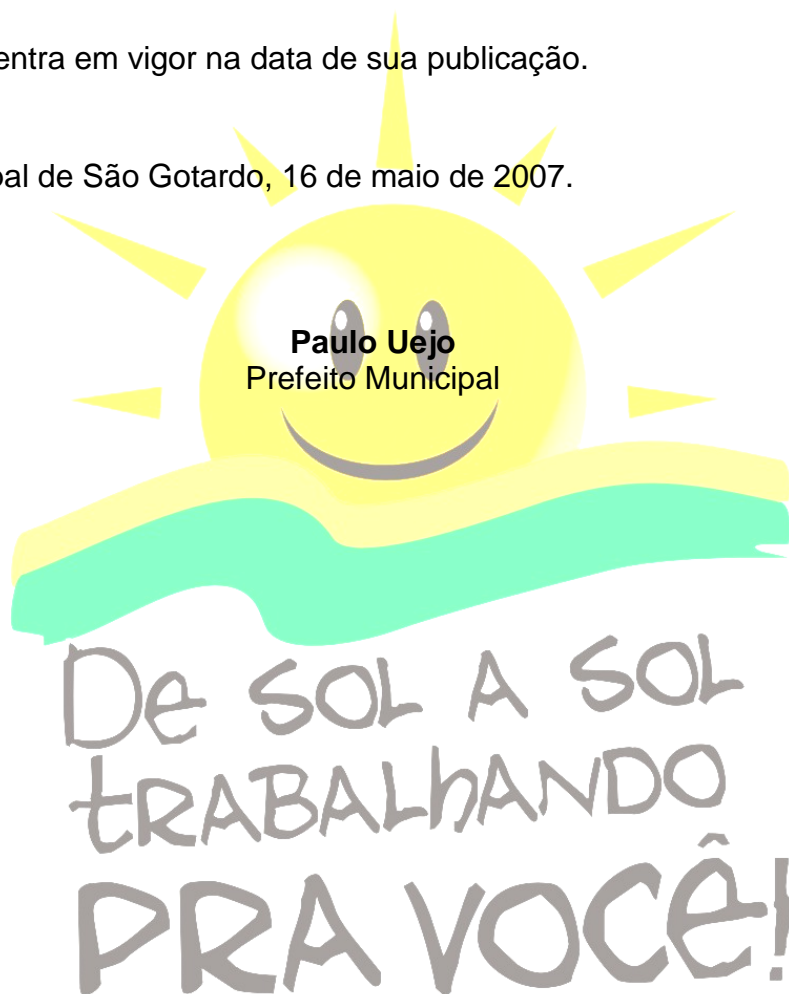 entra em vigor na data de sua publicação.
pal de São Gotardo, 16 de maio de 2007.
Paulo Uejo
Prefeito Municipal
De SOL A SOL
tRABALhANDO
PRA VOCÊ!